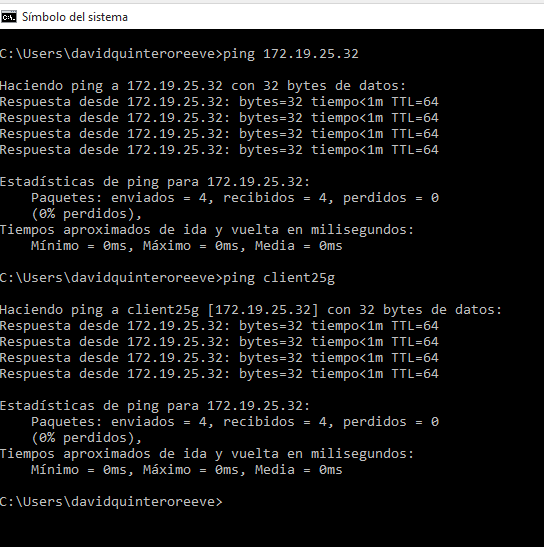 Símbolo del sistema
C:\Users\davidquinteroreeve>ping 172.19.25.32
Haciendo ping a 172.19.25.32 con 32 bytes de datos:
Respuesta desde 172.19.25.32: bytes=32 tiempo<1m TTL=64
Respuesta desde 172.19.25.32: bytes=32 tiempo<1m TTL=64
Respuesta desde 172.19.25.32: bytes=32 tiempo<1m TTL=64
Respuesta desde 172.19.25.32: bytes=32 tiempo<1m TTL=64
Estadísticas de ping para 172.19.25.32:
Paquetes: enviados = 4, recibidos = 4, perdidos = 0
(0% perdidos),
Tiempos aproximados de ida y vuelta en milisegundos:
Mínimo = 0ms, Máximo = 0ms, Media = 0ms
C:\Users\davidquinteroreeve>ping client25g
Haciendo ping a client25g [172.19.25.32] con 32 bytes de datos:
Respuesta desde 172.19.25.32: bytes=32 tiempo<1m TTL=64
Respuesta desde 172.19.25.32: bytes=32 tiempo<1m TTL=64
Respuesta desde 172.19.25.32: bytes=32 tiempo<1m TTL=64
Respuesta desde 172.19.25.32: bytes=32 tiempo<1m TTL=64
Estadísticas de ping para 172.19.25.32:
Paquetes: enviados = 4, recibidos = 4, perdidos = 0
(0% perdidos),
Tiempos aproximados de ida y vuelta en milisegundos:
Mínimo = 0ms, Máximo = 0ms, Media = 0ms
C:\Users\davidquinteroreeve>